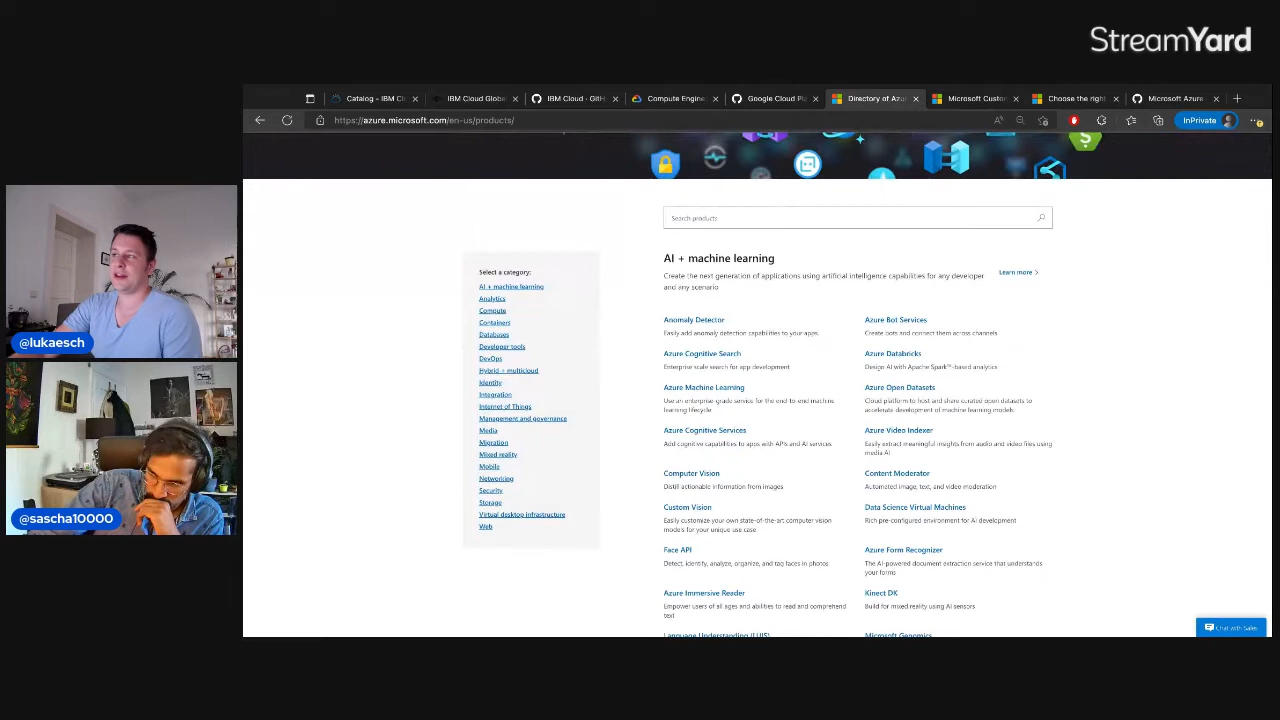 StreamYard
Catalog - IBM Cl
IBM Cloud Globa
IBM Cloud · GitH
Compute Engine
Google Cloud Pla
Directory of Azu
Microsoft Custon
Choose the right
Microsoft Azure
https://azure.microsoft.com/en-us/products/
InPrivate
Search products
Select a category:
AI + machine learning
Analytics
Compute
Containers
Databases
Developer tools
DevOps
Hybrid + multicloud
Identity
Integration
Internet of Things
Management and governance
Media
Migration
Mixed reality
Mobile
Networking
Security
Storage
Virtual desktop infrastructure
Web
AI + machine learning
Create the next generation of applications using artificial intelligence capabilities for any developer
and any scenario
Learn more
Anomaly Detector
Easily add anomaly detection capabilities to your apps.
Azure Bot Services
Create bots and connect them across channels
Azure Cognitive Search
Enterprise scale search for app development
Azure Databricks
Design AI with Apache Spark™-based analytics
Azure Machine Learning
Use an enterprise-grade service for the end-to-end machine
learning lifecycle
Azure Open Datasets
Cloud platform to host and share curated open datasets to
accelerate development of machine learning models
Azure Cognitive Services
Add cognitive capabilities to apps with APIs and AI services
Azure Video Indexer
Easily extract meaningful insights from audio and video files using
media AI
Computer Vision
Distill actionable information from images
Content Moderator
Automated image, text, and video moderation
Custom Vision
Easily customize your own state-of-the-art computer vision
models for your unique use case
Data Science Virtual Machines
Rich pre-configured environment for AI development
Face API
Detect, identify, analyze, organize, and tag faces in photos
Azure Form Recognizer
The AI-powered document extraction service that understands
your forms
Azure Immersive Reader
Empower users of all ages and abilities to read and comprehend
text
Kinect DK
Build for mixed reality using AI sensors
Language Understanding (LUIS)
Microsoft Genomics
Chat with Sales
@lukaesch
@sascha10000